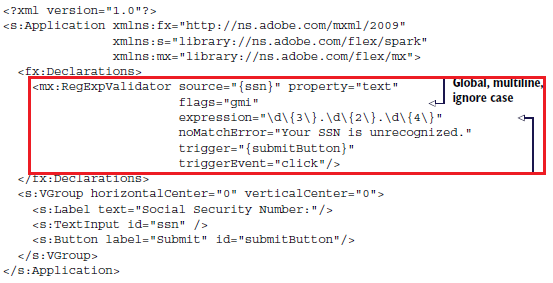 <?xml version="1.0"?>
<s:Application xmlns:fx="http://ns.adobe.com/mxml/2009"
xmlns:s="library://ns.adobe.com/flex/spark"
xmlns:mx="library://ns.adobe.com/flex/mx">
<fx:Declarations>
<mx:RegExpValidator source="{ssn}" property="text"
flags="gmi"
expression="\d\{3\}.\d\{2\}.\d\{4\}"
noMatchError="Your SSN is unrecognized."
trigger="{submitButton}"
triggerEvent="click"/>
Global, multiline,
ignore case
</fx:Declarations>
<s:VGroup horizontalCenter="0" verticalCenter="0">
<s:Label text="Social Security Number:"/>
<s:TextInput id="ssn" />
<s:Button label="Submit" id="submitButton"/>
</s:VGroup>
</s:Application>